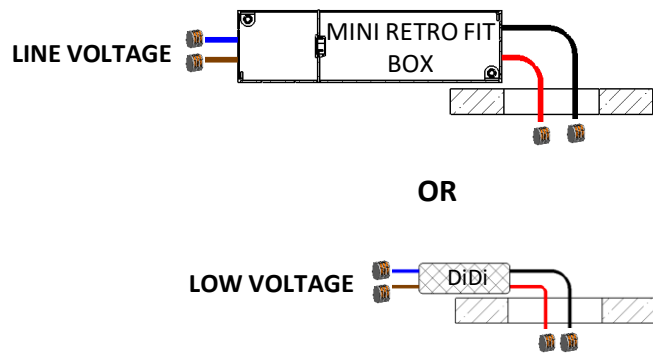 LINE VOLTAGE
MINI RETRO FIT
BOX
OR
LOW VOLTAGE
DiDi